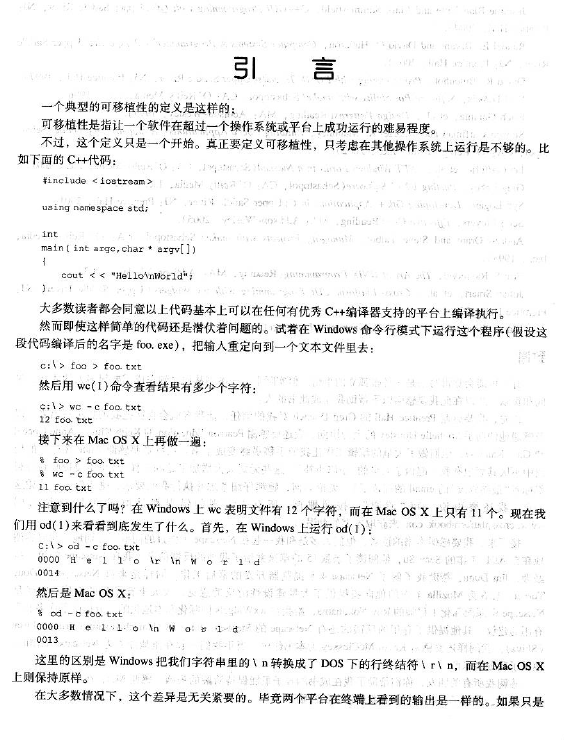 引 言
一个典型的可移植性的定义是这样的：
可移植性是指让一个软件在超过一个操作系统或平台上成功运行的难易程度。
不过，这个定义只是一个开始。真正要定义可移植性，只考虑在其他操作系统上运行是不够的。比
如下面的 C++代码：
#include <iostream>
using namespace std;
int
main( int argc,char * argv[])
{
cout << "Hello\nWorld";
}
大多数读者都会同意以上代码基本上可以在任何有优秀 C++编译器支持的平台上编译执行。
然而即使这样简单的代码还是潜伏着问题的。试着在 Windows 命令行模式下运行这个程序(假设这
段代码编译后的名字是 foo. exe)，把输入重定向到一个文本文件里去：
c:\> foo > foo. txt
然后用 wc(1)命令查看结果有多少个字符：
c:\> wc -c foo. txt
12 foo. txt
接下来在 Mac OS X 上再做一遍：
% foo > foo. txt
% wc -c foo. txt
11 foo. txt
注意到什么了吗？在 Windows 上 wc 表明文件有 12 个字符，而在 Mac OS X 上只有 11 个。现在我
们用 od(1)来看看到底发生了什么。首先，在 Windows 上运行 od(1)：
C:\> od -c foo. txt
0000 H e l l o \r \n W o r l d
0014
然后是 Mac OS X：
% od -c foo. txt
0000 H e l l o \n W o r l d
0013
这里的区别是 Windows 把我们字符串里的 \ n 转换成了 DOS 下的行终结符 \ r \ n，而在 Mac OS X
上则保持原样。
在大多数情况下，这个差异是无关紧要的。毕竟两个平台在终端上看到的输出是一样的。如果只是